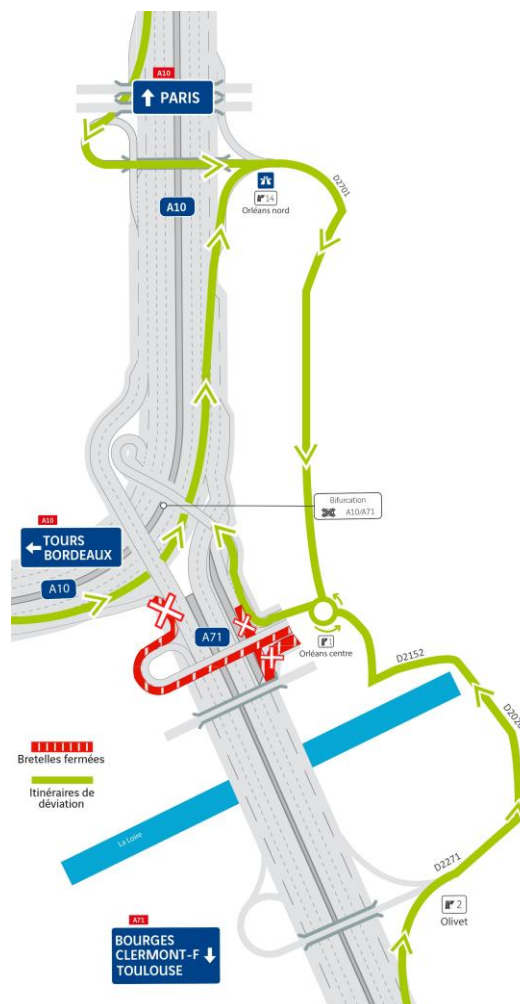 A10
PARIS
D2701
14
Orléans nord
A10
Bifurcation
A10/A71
A10
TOURS
BORDEAUX
A10
A71
1
Orléans centre
D2152
D2020
Bretelles fermées
Itinéraires de
déviation
La Loire
D2271
2
Olivet
A71
BOURGES
CLERMONT-F
TOULOUSE